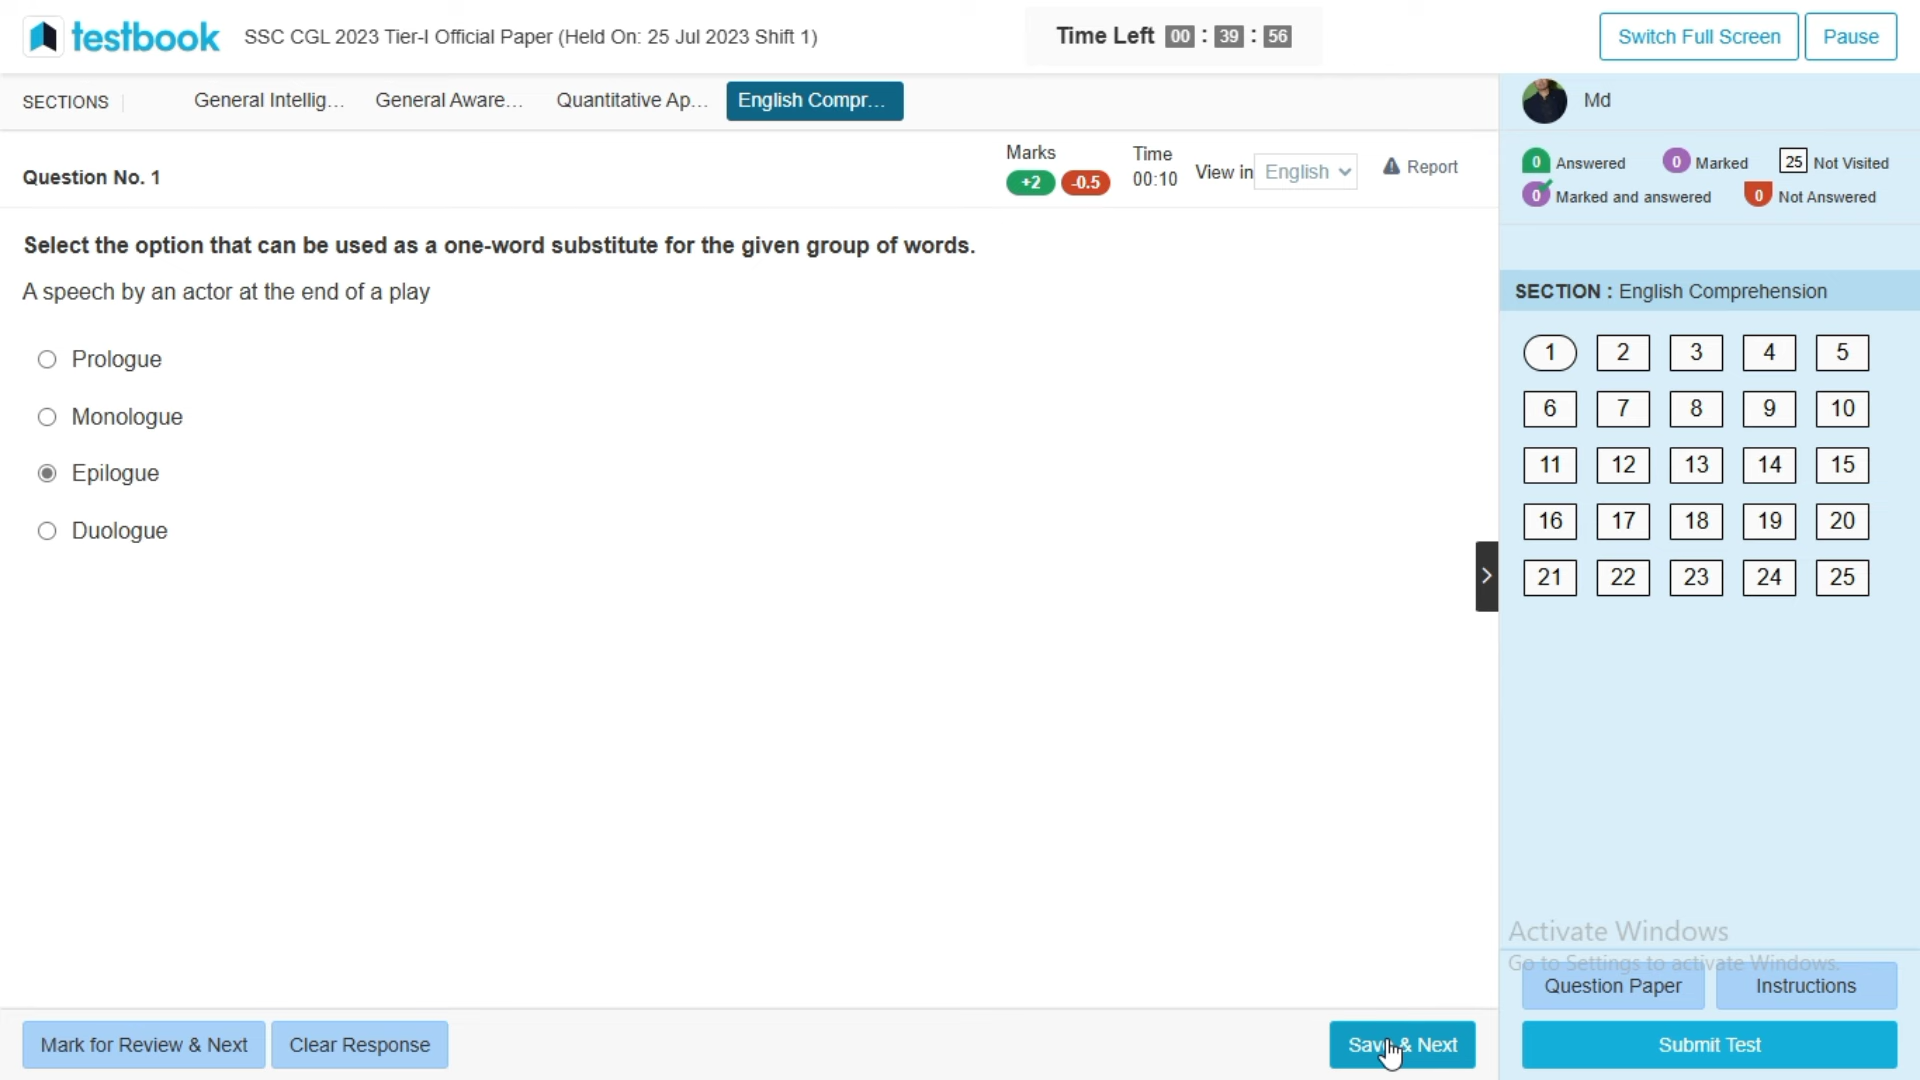 testbook SSC CGL 2023 Tier-I Official Paper (Held On: 25 Jul 2023 Shift 1) Time Left 00 : 39 : 56 Switch Full Screen Pause
SECTIONS General Intellig... General Aware... Quantitative Ap... English Compr... Md
Question No. 1
Marks
+2 -0.5
Time
00:10
View in English Report
0 Answered 0 Marked 25 Not Visited
0 Marked and answered 0 Not Answered
Select the option that can be used as a one-word substitute for the given group of words.
A speech by an actor at the end of a play
Prologue
Monologue
Epilogue
Duologue
SECTION : English Comprehension
1 2 3 4 5
6 7 8 9 10
11 12 13 14 15
16 17 18 19 20
21 22 23 24 25
Activate Windows
Go to Settings to activate Windows.
Question Paper Instructions
Mark for Review & Next Clear Response Save & Next Submit Test